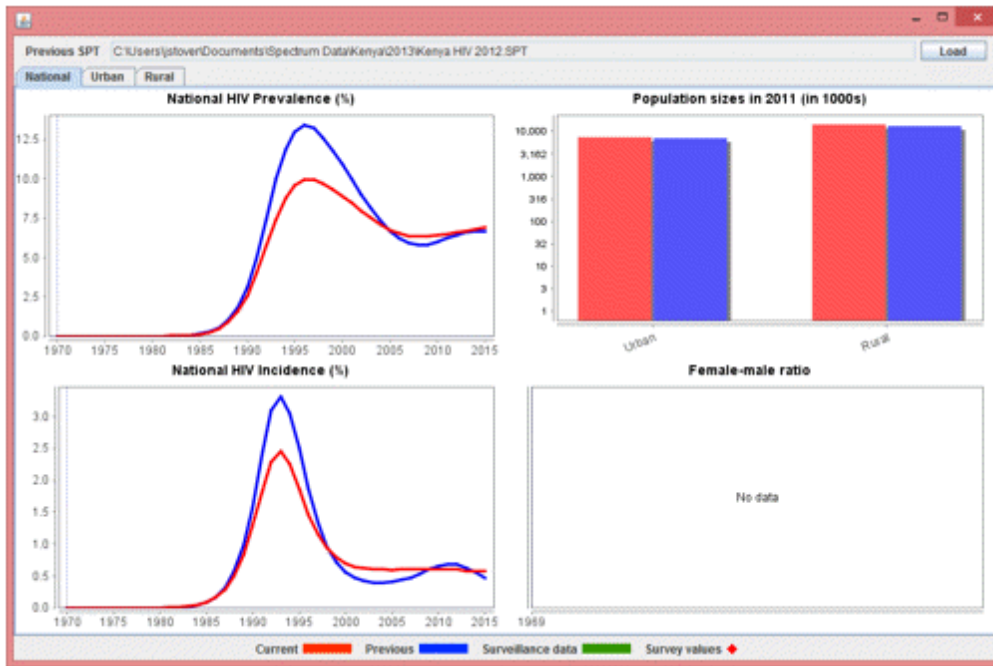 Previous SPT C:\Users\jstover\Documents\Spectrum Data\Kenya\2013\Kenya HIV 2012.SPT Load
National Urban Rural
National HIV Prevalence (%)
12.5
10.0
7.5
5.0
2.5
0.0
1970 1975 1980 1985 1990 1995 2000 2005 2010 2015
Population sizes in 2011 (in 1000s)
10,000
3,162
1,000
316
100
32
10
3
1
Urban Rural
National HIV Incidence (%)
3.0
2.5
2.0
1.5
1.0
0.5
0.0
1970 1975 1980 1985 1990 1995 2000 2005 2010 2015
Female-male ratio
No data
1969
Current Previous Surveillance data Survey values